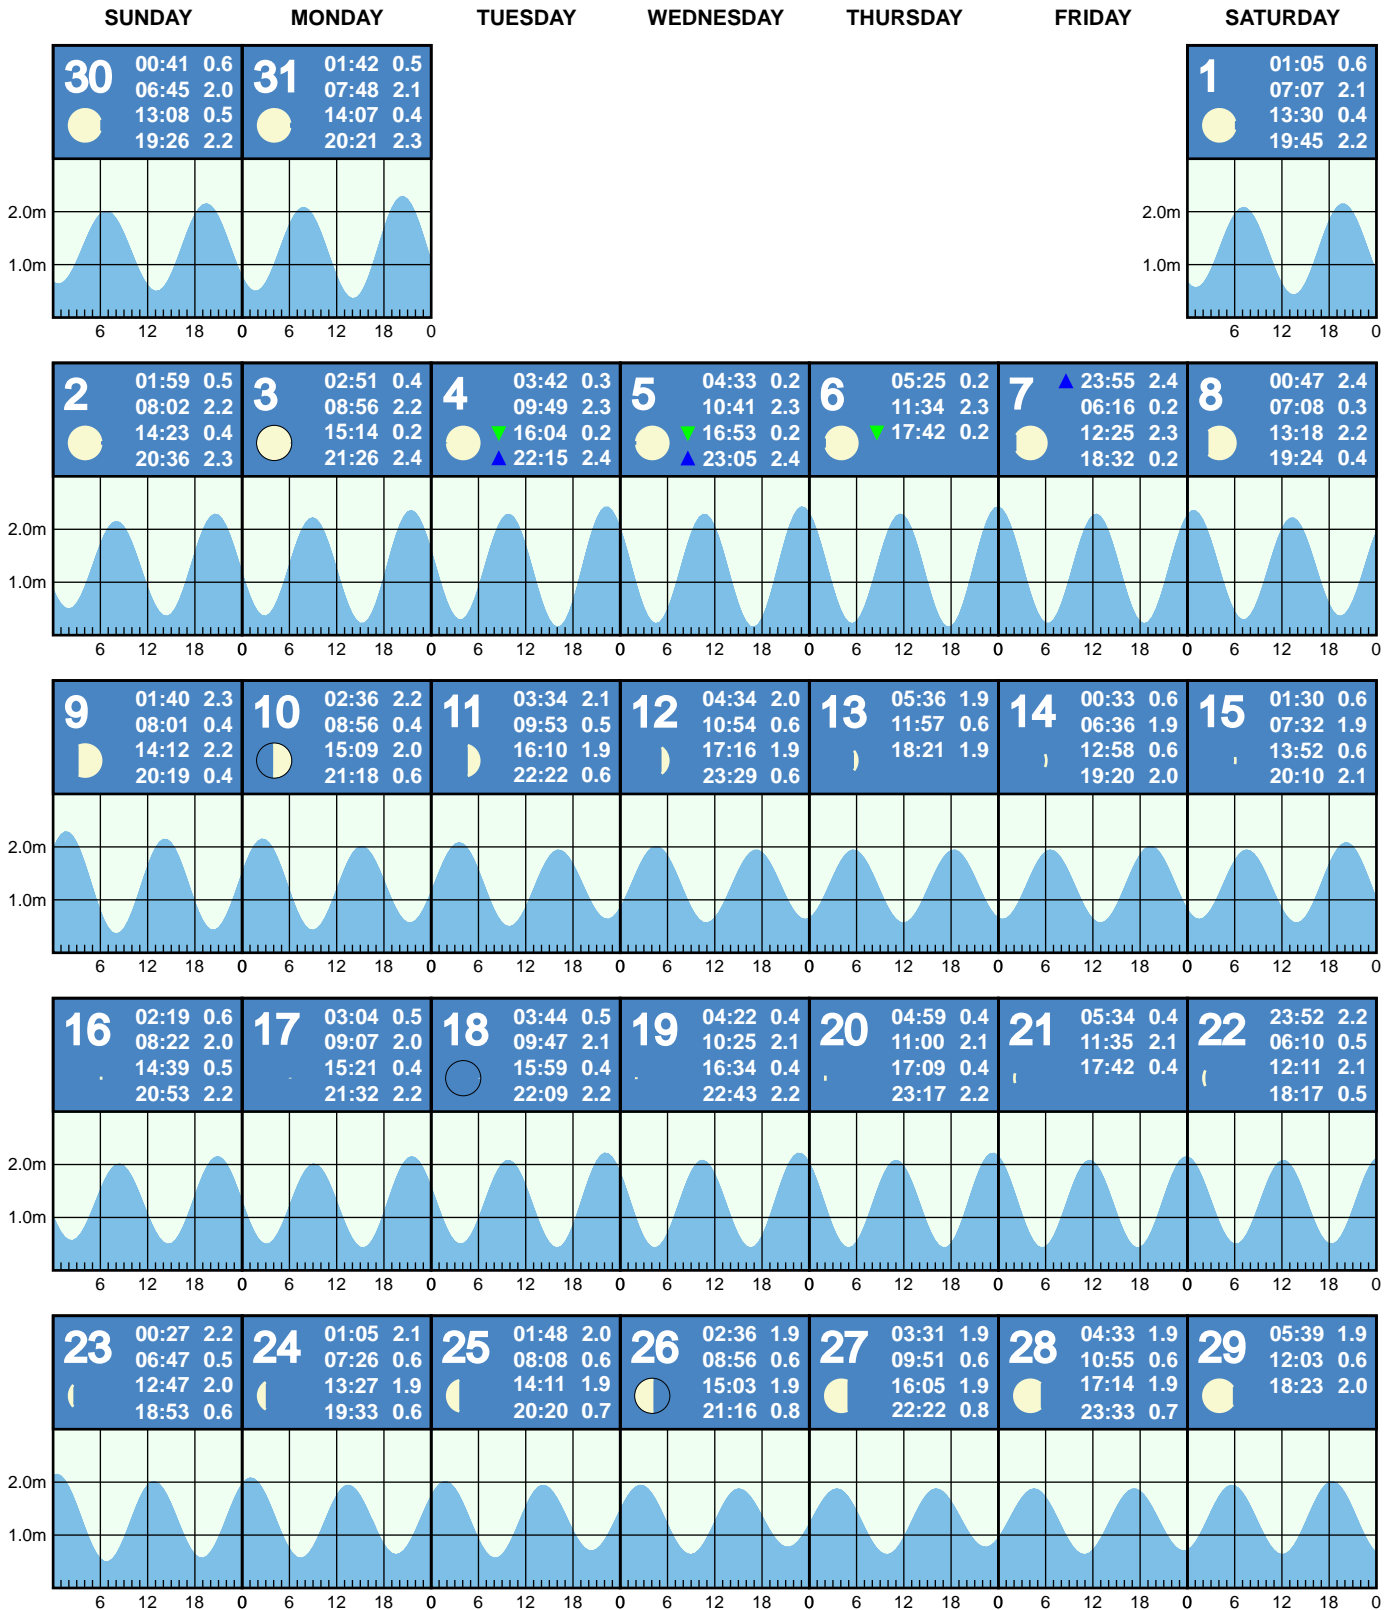 SUNDAY MONDAY TUESDAY WEDNESDAY THURSDAY FRIDAY SATURDAY
30 00:41 0.6 31 01:42 0.5 1 01:05 0.6
06:45 2.0 07:48 2.1 07:07 2.1
13:08 0.5 14:07 0.4 13:30 0.4
19:26 2.2 20:21 2.3 19:45 2.2
2.0m 2.0m
1.0m 1.0m
6 12 18 0 6 12 18 0 6 12 18 0
2 01:59 0.5 3 02:51 0.4 4 03:42 0.3 5 04:33 0.2 6 05:25 0.2 7 23:55 2.4 8 00:47 2.4
08:02 2.2 08:56 2.2 09:49 2.3 10:41 2.3 11:34 2.3 06:16 0.2 07:08 0.3
14:23 0.4 15:14 0.2 16:04 0.2 16:53 0.2 17:42 0.2 12:25 2.3 13:18 2.2
20:36 2.3 21:26 2.4 22:15 2.4 23:05 2.4 18:32 0.2 19:24 0.4
2.0m
1.0m
6 12 18 0 6 12 18 0 6 12 18 0 6 12 18 0 6 12 18 0 6 12 18 0 6 12 18 0
9 01:40 2.3 10 02:36 2.2 11 03:34 2.1 12 04:34 2.0 13 05:36 1.9 14 00:33 0.6 15 01:30 0.6
08:01 0.4 08:56 0.4 09:53 0.5 10:54 0.6 11:57 0.6 06:36 1.9 07:32 1.9
14:12 2.2 15:09 2.0 16:10 1.9 17:16 1.9 18:21 1.9 12:58 0.6 13:52 0.6
20:19 0.4 21:18 0.6 22:22 0.6 23:29 0.6 19:20 2.0 20:10 2.1
2.0m
1.0m
6 12 18 0 6 12 18 0 6 12 18 0 6 12 18 0 6 12 18 0 6 12 18 0 6 12 18 0
16 02:19 0.6 17 03:04 0.5 18 03:44 0.5 19 04:22 0.4 20 04:59 0.4 21 05:34 0.4 22 23:52 2.2
08:22 2.0 09:07 2.0 09:47 2.1 10:25 2.1 11:00 2.1 11:35 2.1 06:10 0.5
14:39 0.5 15:21 0.4 15:59 0.4 16:34 0.4 17:09 0.4 17:42 0.4 12:11 2.1
20:53 2.2 21:32 2.2 22:09 2.2 22:43 2.2 23:17 2.2 18:17 0.5
2.0m
1.0m
6 12 18 0 6 12 18 0 6 12 18 0 6 12 18 0 6 12 18 0 6 12 18 0 6 12 18 0
23 00:27 2.2 24 01:05 2.1 25 01:48 2.0 26 02:36 1.9 27 03:31 1.9 28 04:33 1.9 29 05:39 1.9
06:47 0.5 07:26 0.6 08:08 0.6 08:56 0.6 09:51 0.6 10:55 0.6 12:03 0.6
12:47 2.0 13:27 1.9 14:11 1.9 15:03 1.9 16:05 1.9 17:14 1.9 18:23 2.0
18:53 0.6 19:33 0.6 20:20 0.7 21:16 0.8 22:22 0.8 23:33 0.7
2.0m
1.0m
6 12 18 0 6 12 18 0 6 12 18 0 6 12 18 0 6 12 18 0 6 12 18 0 6 12 18 0